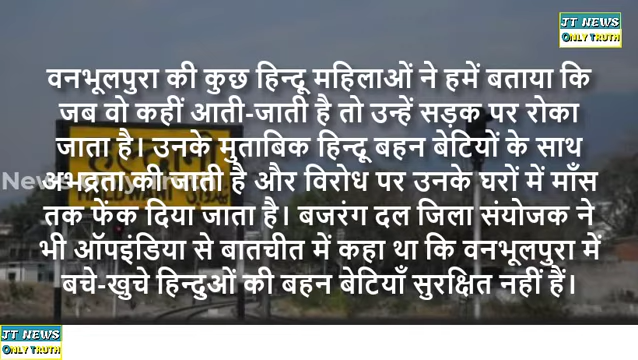 JT NEWS
ONLY TRUTH
वनभूलपुरा की कुछ हिन्दू महिलाओं ने हमें बताया कि
जब वो कहीं आती-जाती है तो उन्हें सड़क पर रोका
जाता है। उनके मुताबिक हिन्दू बहन बेटियों के साथ
अभद्रता की जाती है और विरोध पर उनके घरों में माँस
तक फेंक दिया जाता है। बजरंग दल जिला संयोजक ने
भी ऑपइंडिया से बातचीत में कहा था कि वनभूलपुरा में
बचे-खुचे हिन्दुओं की बहन बेटियाँ सुरक्षित नहीं हैं।
JT NEWS
ONLY TRUTH